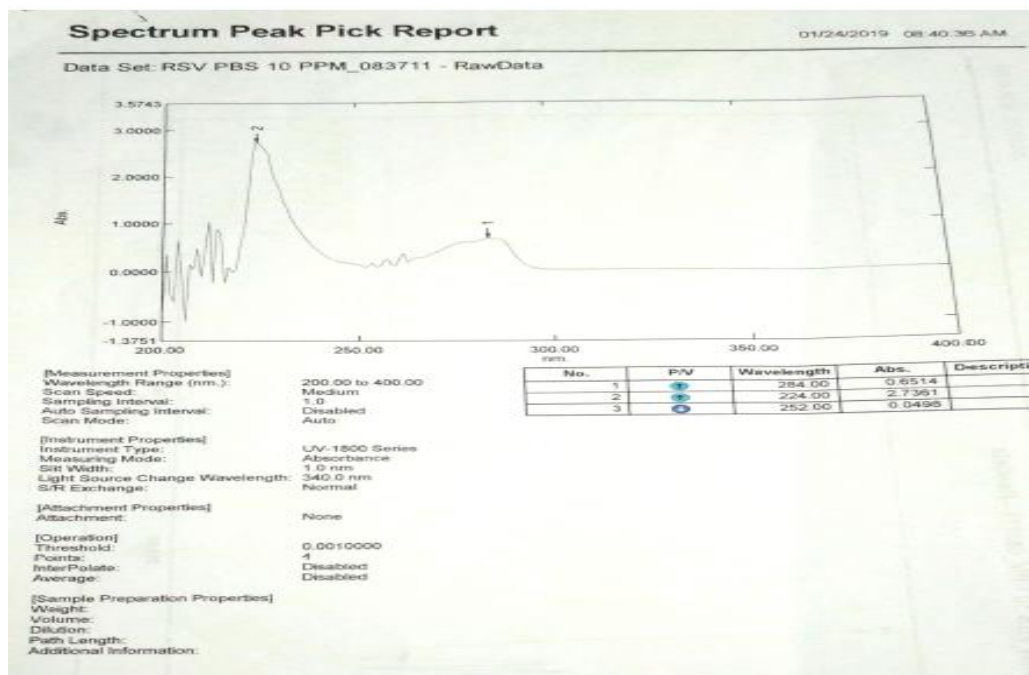 Spectrum Peak Pick Report
01/24/2019 08:40:36 AM
Data Set: RSV PBS 10 PPM_083711 - RawData
3.5743
3.0000
2.0000
1.0000
0.0000
-1.0000
-1.3751
Abs.
2
1
200.00 250.00 300.00 350.00 400.00
nm.
No. P/V Wavelength Abs. Descripti
1 284.00 0.6514
2 224.00 2.7361
3 252.00 0.0498
[Measurement Properties]
Wavelength Range (nm.): 200.00 to 400.00
Scan Speed: Medium
Sampling Interval: 1.0
Auto Sampling Interval: Disabled
Scan Mode: Auto
[Instrument Properties]
Instrument Type: UV-1800 Series
Measuring Mode: Absorbance
Slit Width: 1.0 nm
Light Source Change Wavelength: 340.0 nm
S/R Exchange: Normal
[Attachment Properties]
Attachment: None
[Operation]
Threshold: 0.0010000
Points: 4
InterPolate: Disabled
Average: Disabled
[Sample Preparation Properties]
Weight:
Volume:
Dilution:
Path Length:
Additional Information: